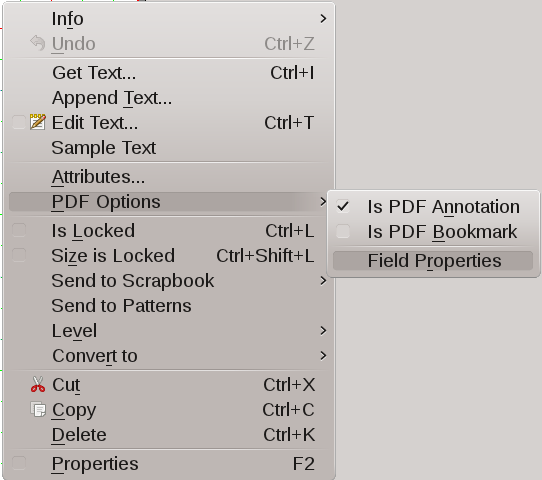 Info
Undo Ctrl+Z
Get Text... Ctrl+I
Append Text...
Edit Text... Ctrl+T
Sample Text
Attributes...
PDF Options
Is PDF Annotation
Is PDF Bookmark
Field Properties
Is Locked Ctrl+L
Size is Locked Ctrl+Shift+L
Send to Scrapbook
Send to Patterns
Level
Convert to
Cut Ctrl+X
Copy Ctrl+C
Delete Ctrl+K
Properties F2